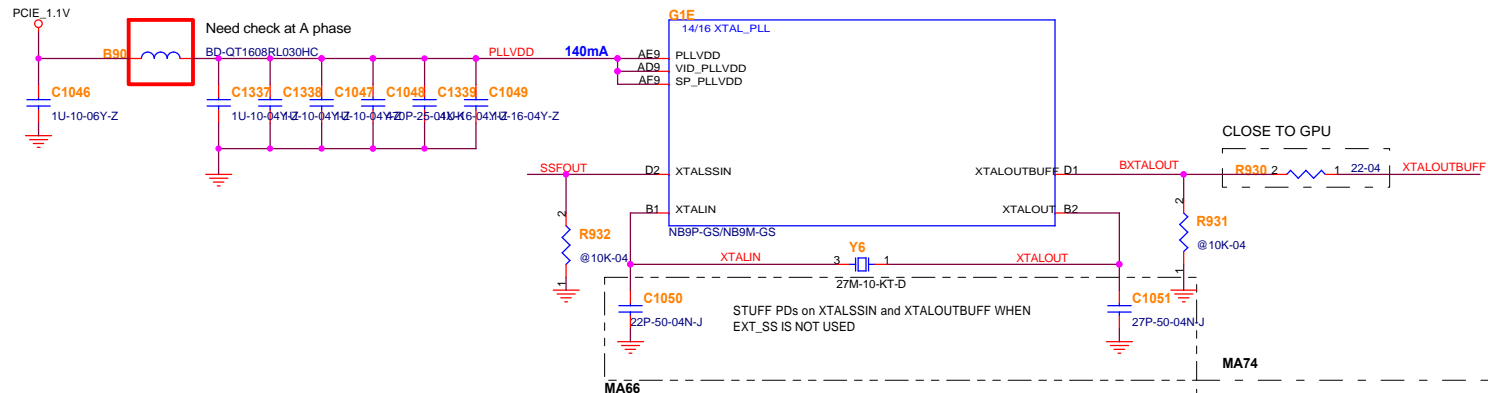 PCIE_1.1V
Need check at A phase
B90
BD-QT1608RL030HC
PLLVDD
140mA
G1E
14/16 XTAL_PLL
AE9 PLLVDD
AD9 VID_PLLVDD
AF9 SP_PLLVDD
C1046
1U-10-06Y-Z
C1337
C1338
C1047
C1048
C1339
C1049
1U-10-04Y-Z
SSFOUT
D2 XTALSSIN
B1 XTALIN
XTALOUTBUFF D1
XTALOUT B2
NB9P-GS/NB9M-GS
BXTALOUT
CLOSE TO GPU
R930 2 1 22-04
XTALOUTBUFF
2
R932
@10K-04
1
2
R931
@10K-04
1
XTALIN
3
Y6
1
XTALOUT
27M-10-KT-D
C1050
22P-50-04N-J
STUFF PDs on XTALSSIN and XTALOUTBUFF WHEN
EXT_SS IS NOT USED
C1051
27P-50-04N-J
MA66
MA74